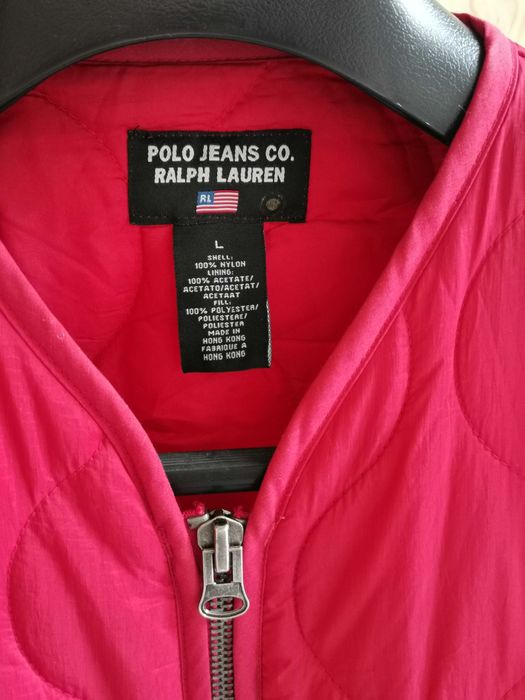 POLO JEANS CO.
RALPH LAUREN
RL
L
SHELL:
100% NYLON
LINING:
100% ACETATE/
ACETATO/ACETAT/
ACETAAT
FILL:
100% POLYESTER/
POLIESTERE/
POLIESTER
MADE IN
HONG KONG
FABRIQUE A
HONG KONG